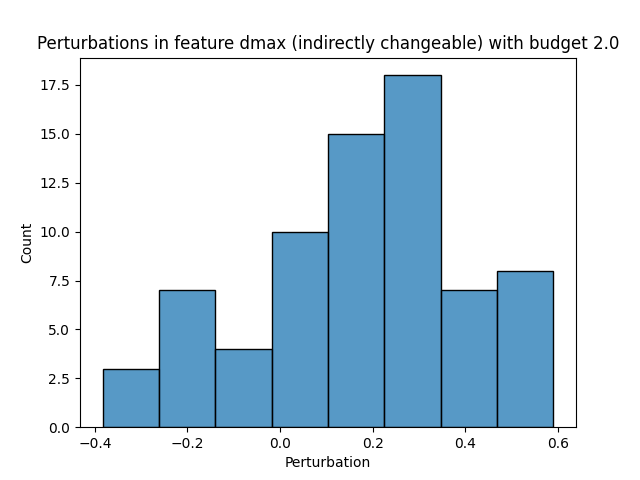 Perturbations in feature dmax (indirectly changeable) with budget 2.0
17.5
15.0
12.5
10.0
7.5
5.0
2.5
0.0
Count
−0.4 −0.2 0.0 0.2 0.4 0.6
Perturbation